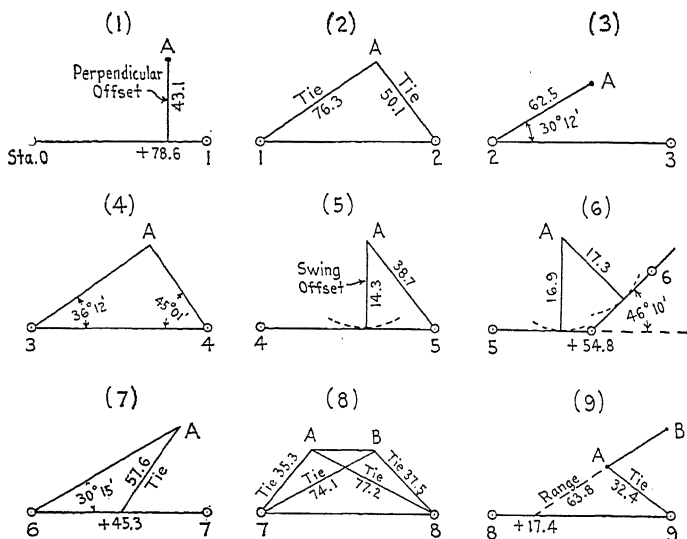 (1)
A
Perpendicular
Offset
43.1
Sta.0
+78.6
1
(2)
A
Tie
76.3
Tie
50.1
1
2
(3)
A
62.5
30°12'
2
3
(4)
A
36°12'
45°01'
3
4
(5)
A
Swing
Offset
14.3
38.7
4
5
(6)
A
17.3
16.9
6
46°
10'
5
+54.8
(7)
A
57.6
Tie
30°15'
6
+45.3
7
(8)
A
B
Tie 35.3
Tie
74.1
Tie
77.2
Tie 37.5
7
8
(9)
B
A
Range
63.8
Tie
32.4
8
+17.4
9